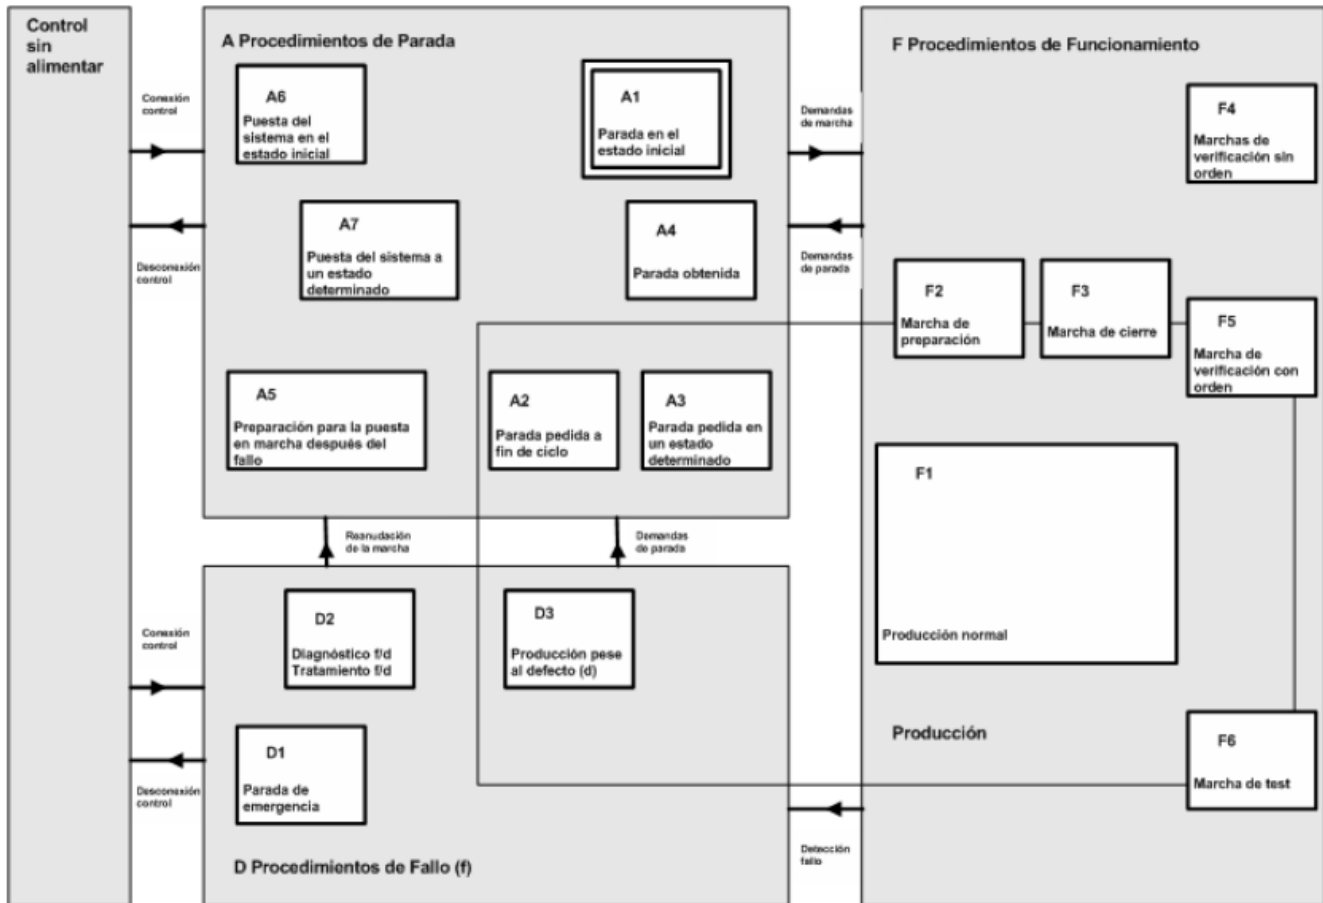 Control
sin
alimentar
Conexión
control
Desconexión
control
Conexión
control
Desconexión
control
A Procedimientos de Parada
A6
Puesta del
sistema en el
estado inicial
A1
Parada en el
estado inicial
A7
Puesta del sistema a
un estado
determinado
A4
Parada obtenida
A5
Preparación para la puesta
en marcha después del
fallo
A2
Parada pedida a
fin de ciclo
A3
Parada pedida en
un estado
determinado
Reanudación
de la marcha
Demandas
de parada
D2
Diagnóstico f/d
Tratamiento f/d
D3
Producción pese
al defecto (d)
D1
Parada de
emergencia
D Procedimientos de Fallo (f)
Demandas
de marcha
Demandas
de parada
Detección
fallo
F Procedimientos de Funcionamiento
F4
Marchas de
verificación sin
orden
F2
Marcha de
preparación
F3
Marcha de cierre
F5
Marcha de
verificación con
orden
F1
Producción normal
Producción
F6
Marcha de test